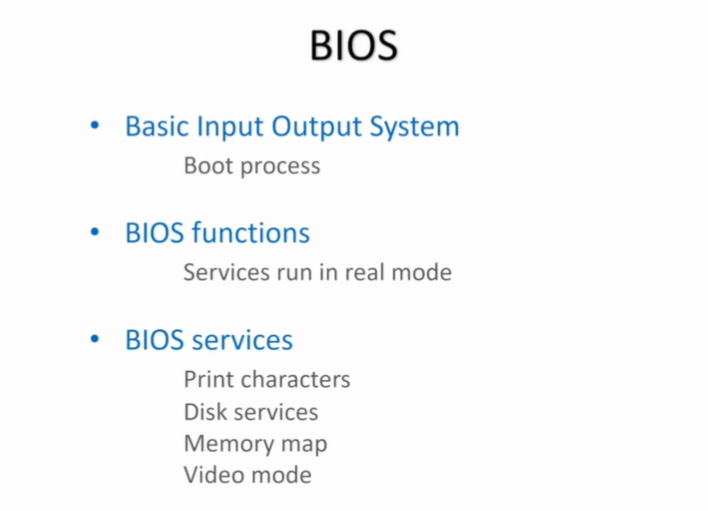 BIOS
• Basic Input Output System
Boot process
• BIOS functions
Services run in real mode
• BIOS services
Print characters
Disk services
Memory map
Video mode